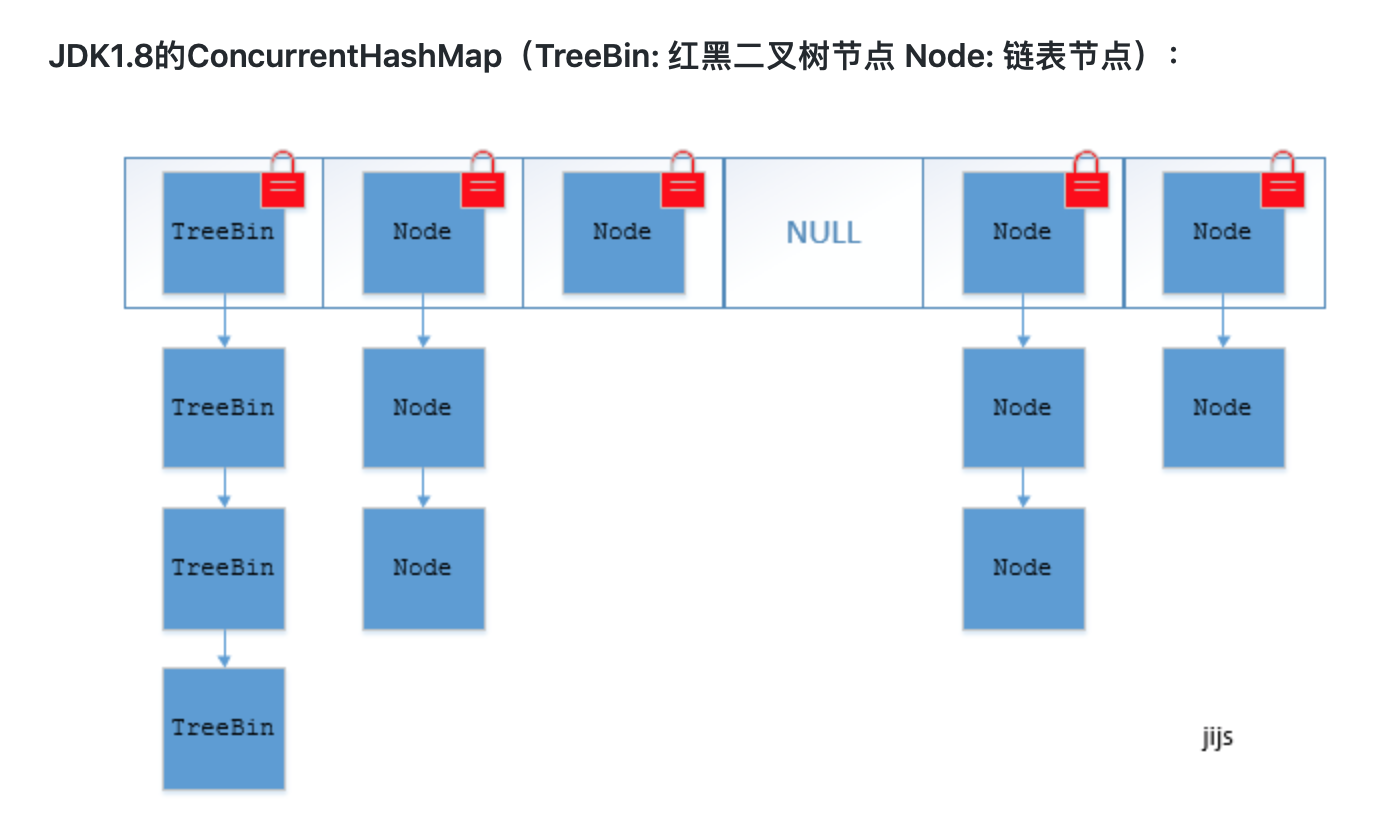 JDK1.8的ConcurrentHashMap（TreeBin: 红黑二叉树节点 Node: 链表节点）：
TreeBin Node Node NULL Node Node
TreeBin Node Node Node
TreeBin Node Node
TreeBin
jijs